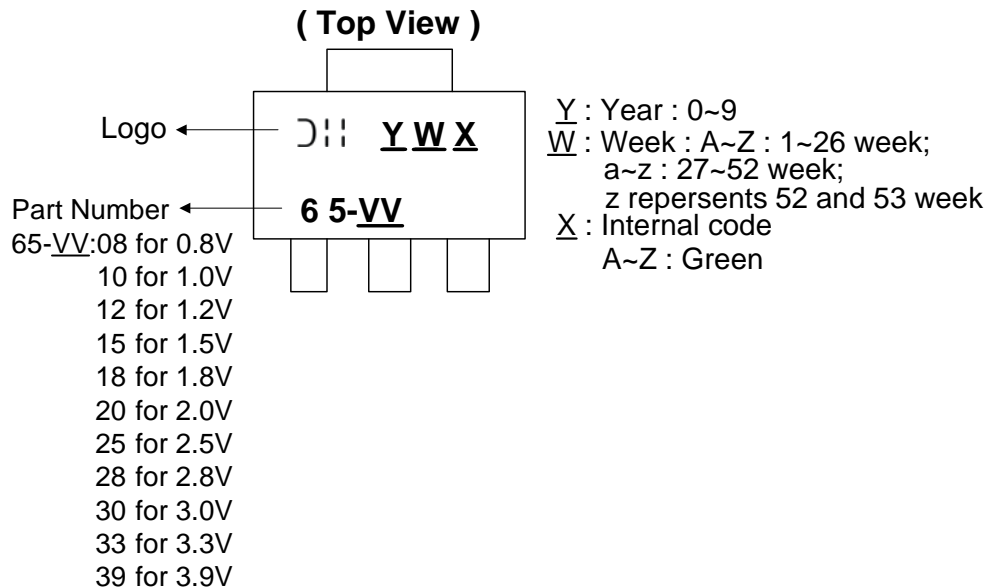 ( Top View )
Logo
Y W X
Part Number
6 5-VV
65-VV:08 for 0.8V
10 for 1.0V
12 for 1.2V
15 for 1.5V
18 for 1.8V
20 for 2.0V
25 for 2.5V
28 for 2.8V
30 for 3.0V
33 for 3.3V
39 for 3.9V
Y : Year : 0~9
W : Week : A~Z : 1~26 week;
a~z : 27~52 week;
z repersents 52 and 53 week
X : Internal code
A~Z : Green